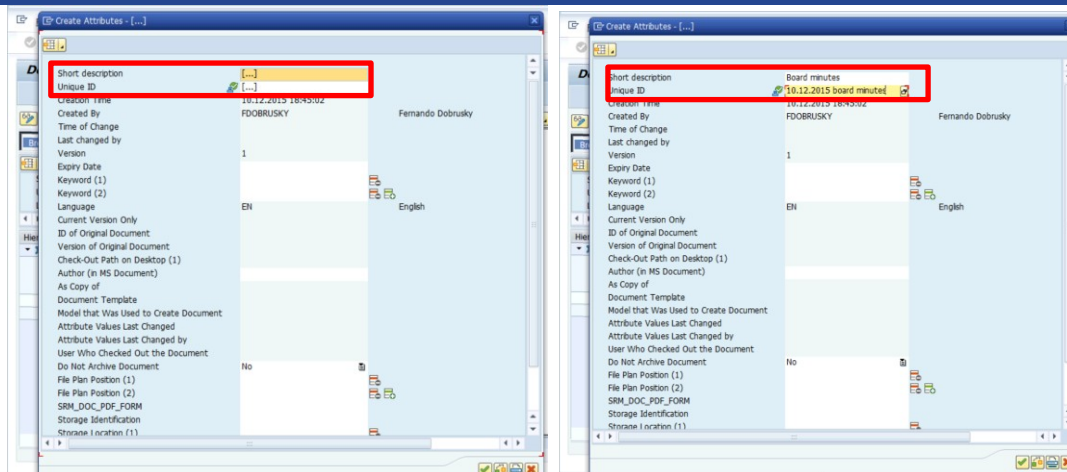 Create Attributes - [...]
Short description [...]
Unique ID [...]
Creation Time 10.12.2015 18:45:02
Created By FDOBRUSKY Fernando Dobrusky
Time of Change
Last changed by
Version 1
Expiry Date
Keyword (1)
Keyword (2)
Language EN English
Current Version Only
ID of Original Document
Version of Original Document
Check-Out Path on Desktop (1)
Author (in MS Document)
As Copy of
Document Template
Model that Was Used to Create Document
Attribute Values Last Changed
Attribute Values Last Changed by
User Who Checked Out the Document
Do Not Archive Document No
File Plan Position (1)
File Plan Position (2)
SRM_DOC_PDF_FORM
Storage Identification
Storage Location (1)
Create Attributes - [...]
Short description Board minutes
Unique ID 10.12.2015 board minutes
Creation Time 10.12.2015 18:45:02
Created By FDOBRUSKY Fernando Dobrusky
Time of Change
Last changed by
Version 1
Expiry Date
Keyword (1)
Keyword (2)
Language EN English
Current Version Only
ID of Original Document
Version of Original Document
Check-Out Path on Desktop (1)
Author (in MS Document)
As Copy of
Document Template
Model that Was Used to Create Document
Attribute Values Last Changed
Attribute Values Last Changed by
User Who Checked Out the Document
Do Not Archive Document No
File Plan Position (1)
File Plan Position (2)
SRM_DOC_PDF_FORM
Storage Identification
Storage Location (1)